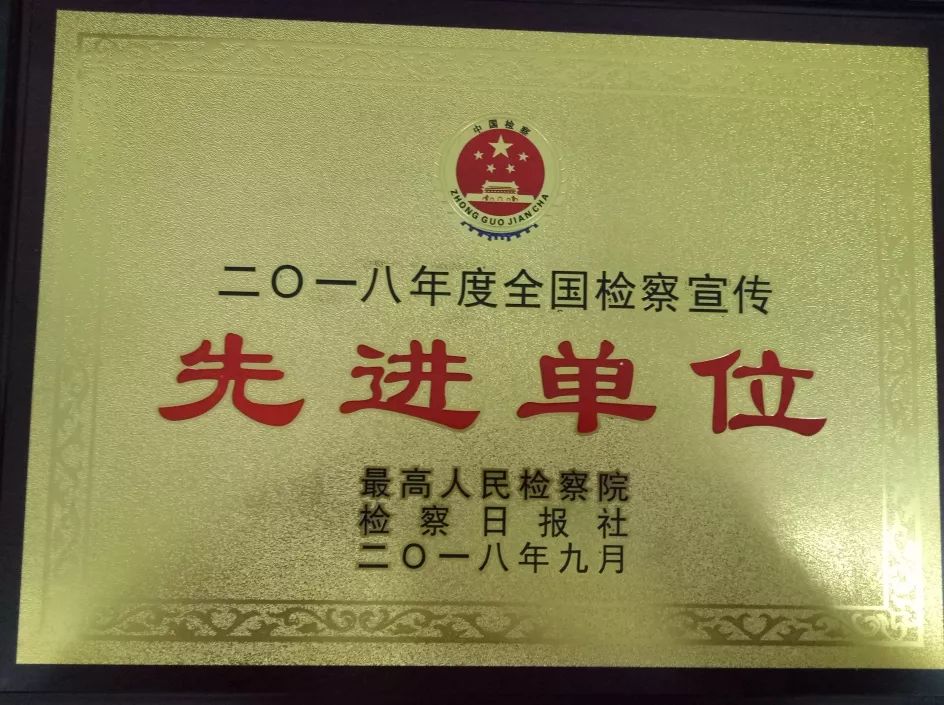 中国检察
ZHONG GUO JIAN CHA
二〇一八年度全国检察宣传
先进单位
最高人民检察院
检察日报社
二〇一八年九月